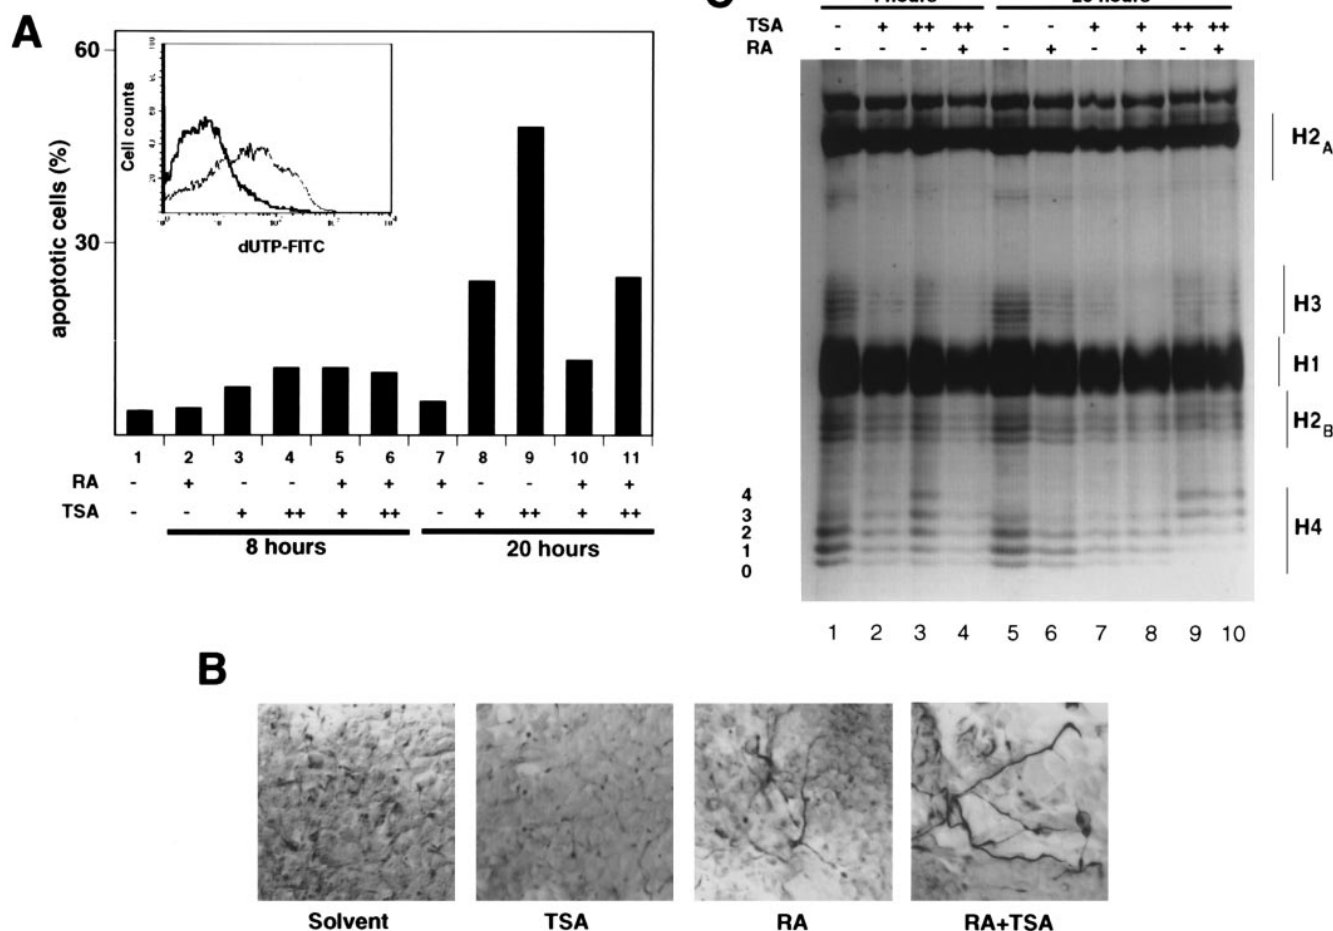 A
60
30
apoptotic cells (%)
Cell counts
dUTP-FITC
1 2 3 4 5 6 7 8 9 10 11
RA - + - - + + + - - + +
TSA - - + ++ + ++ - + ++ + ++
8 hours 20 hours
TSA - + ++ ++ - - + + ++ ++
RA - - - + - + - + - +
H2A
H3
H1
H2B
H4
4
3
2
1
0
1 2 3 4 5 6 7 8 9 10
B
Solvent TSA RA RA+TSA